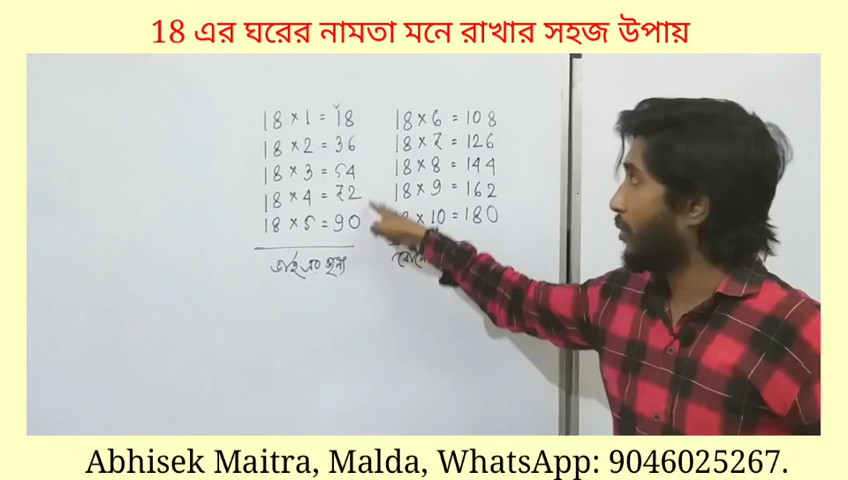 18 এর ঘরের নামতা মনে রাখার সহজ উপায়
18 × 1 = 18
18 × 2 = 36
18 × 3 = 54
18 × 4 = 72
18 × 5 = 90
18 × 6 = 108
18 × 7 = 126
18 × 8 = 144
18 × 9 = 162
8 × 10 = 180
Abhisek Maitra, Malda, WhatsApp: 9046025267.